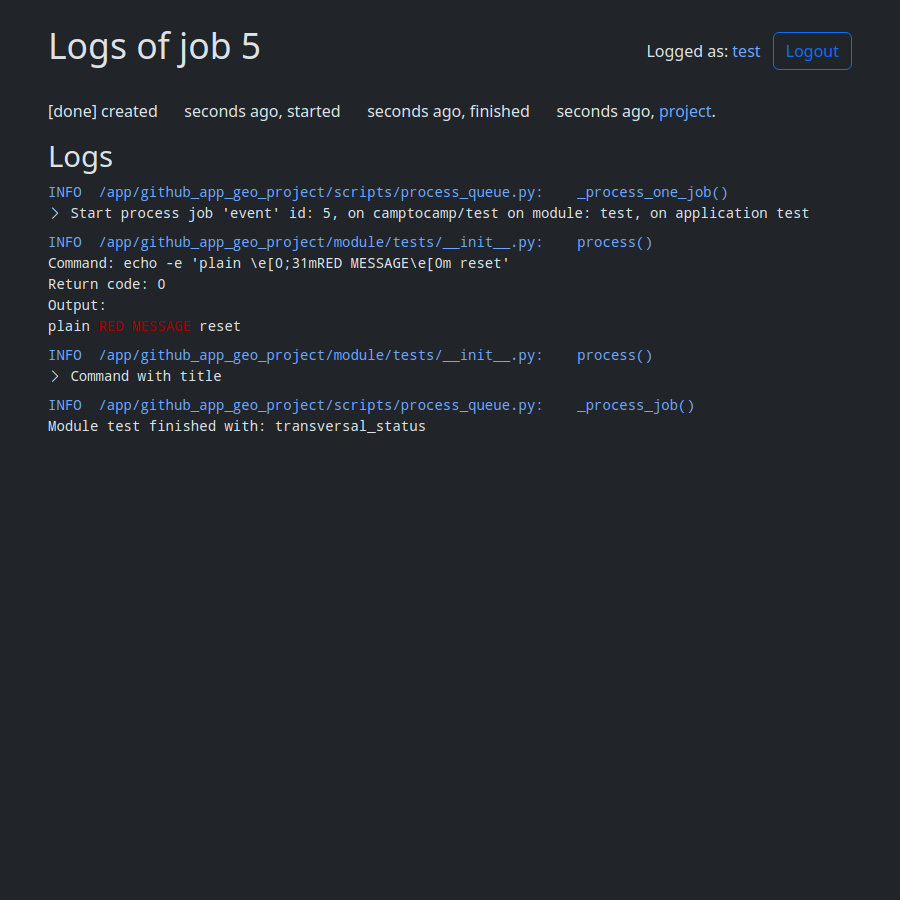 Logs of job 5
Logged as: test
Logout
[done] created seconds ago, started seconds ago, finished seconds ago, project.
Logs
INFO /app/github_app_geo_project/scripts/process_queue.py: _process_one_job()
> Start process job 'event' id: 5, on camptocamp/test on module: test, on application test
INFO /app/github_app_geo_project/module/tests/__init__.py: process()
Command: echo -e 'plain \e[0;31mRED MESSAGE\e[0m reset'
Return code: 0
Output:
plain RED MESSAGE reset
INFO /app/github_app_geo_project/module/tests/__init__.py: process()
> Command with title
INFO /app/github_app_geo_project/scripts/process_queue.py: _process_job()
Module test finished with: transversal_status